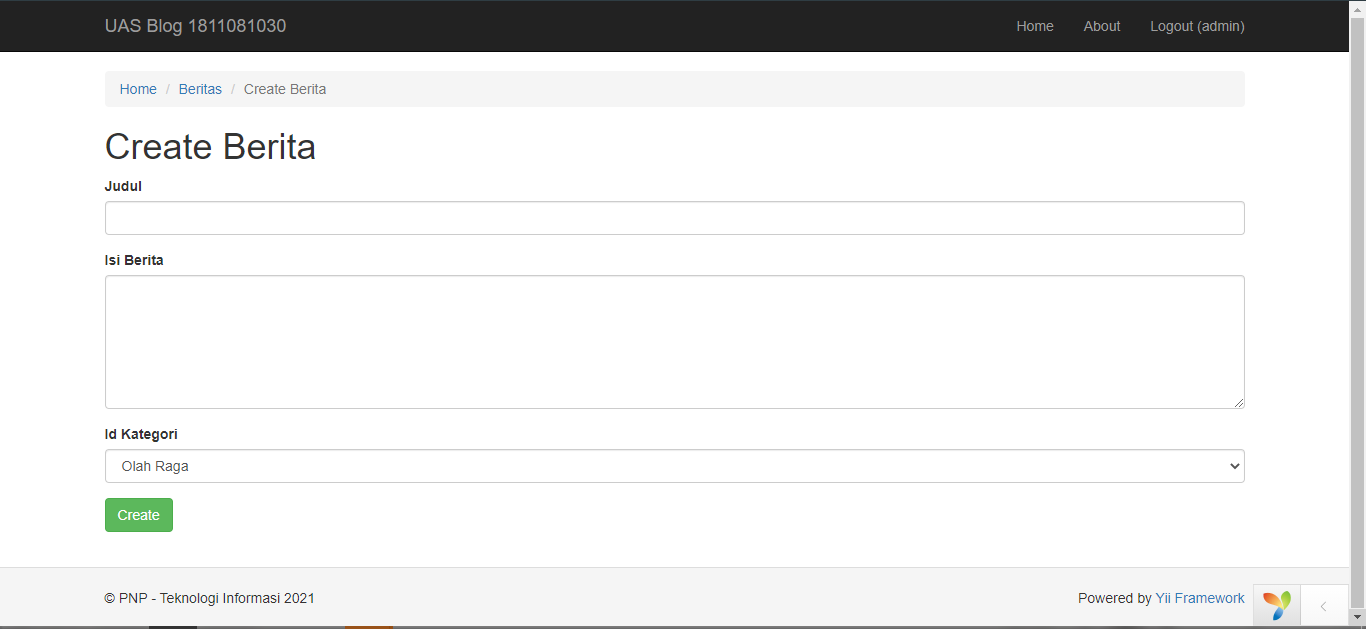 UAS Blog 1811081030 Home About Logout (admin)
Home / Beritas / Create Berita
Create Berita
Judul
Isi Berita
Id Kategori
Olah Raga
Create
© PNP - Teknologi Informasi 2021 Powered by Yii Framework